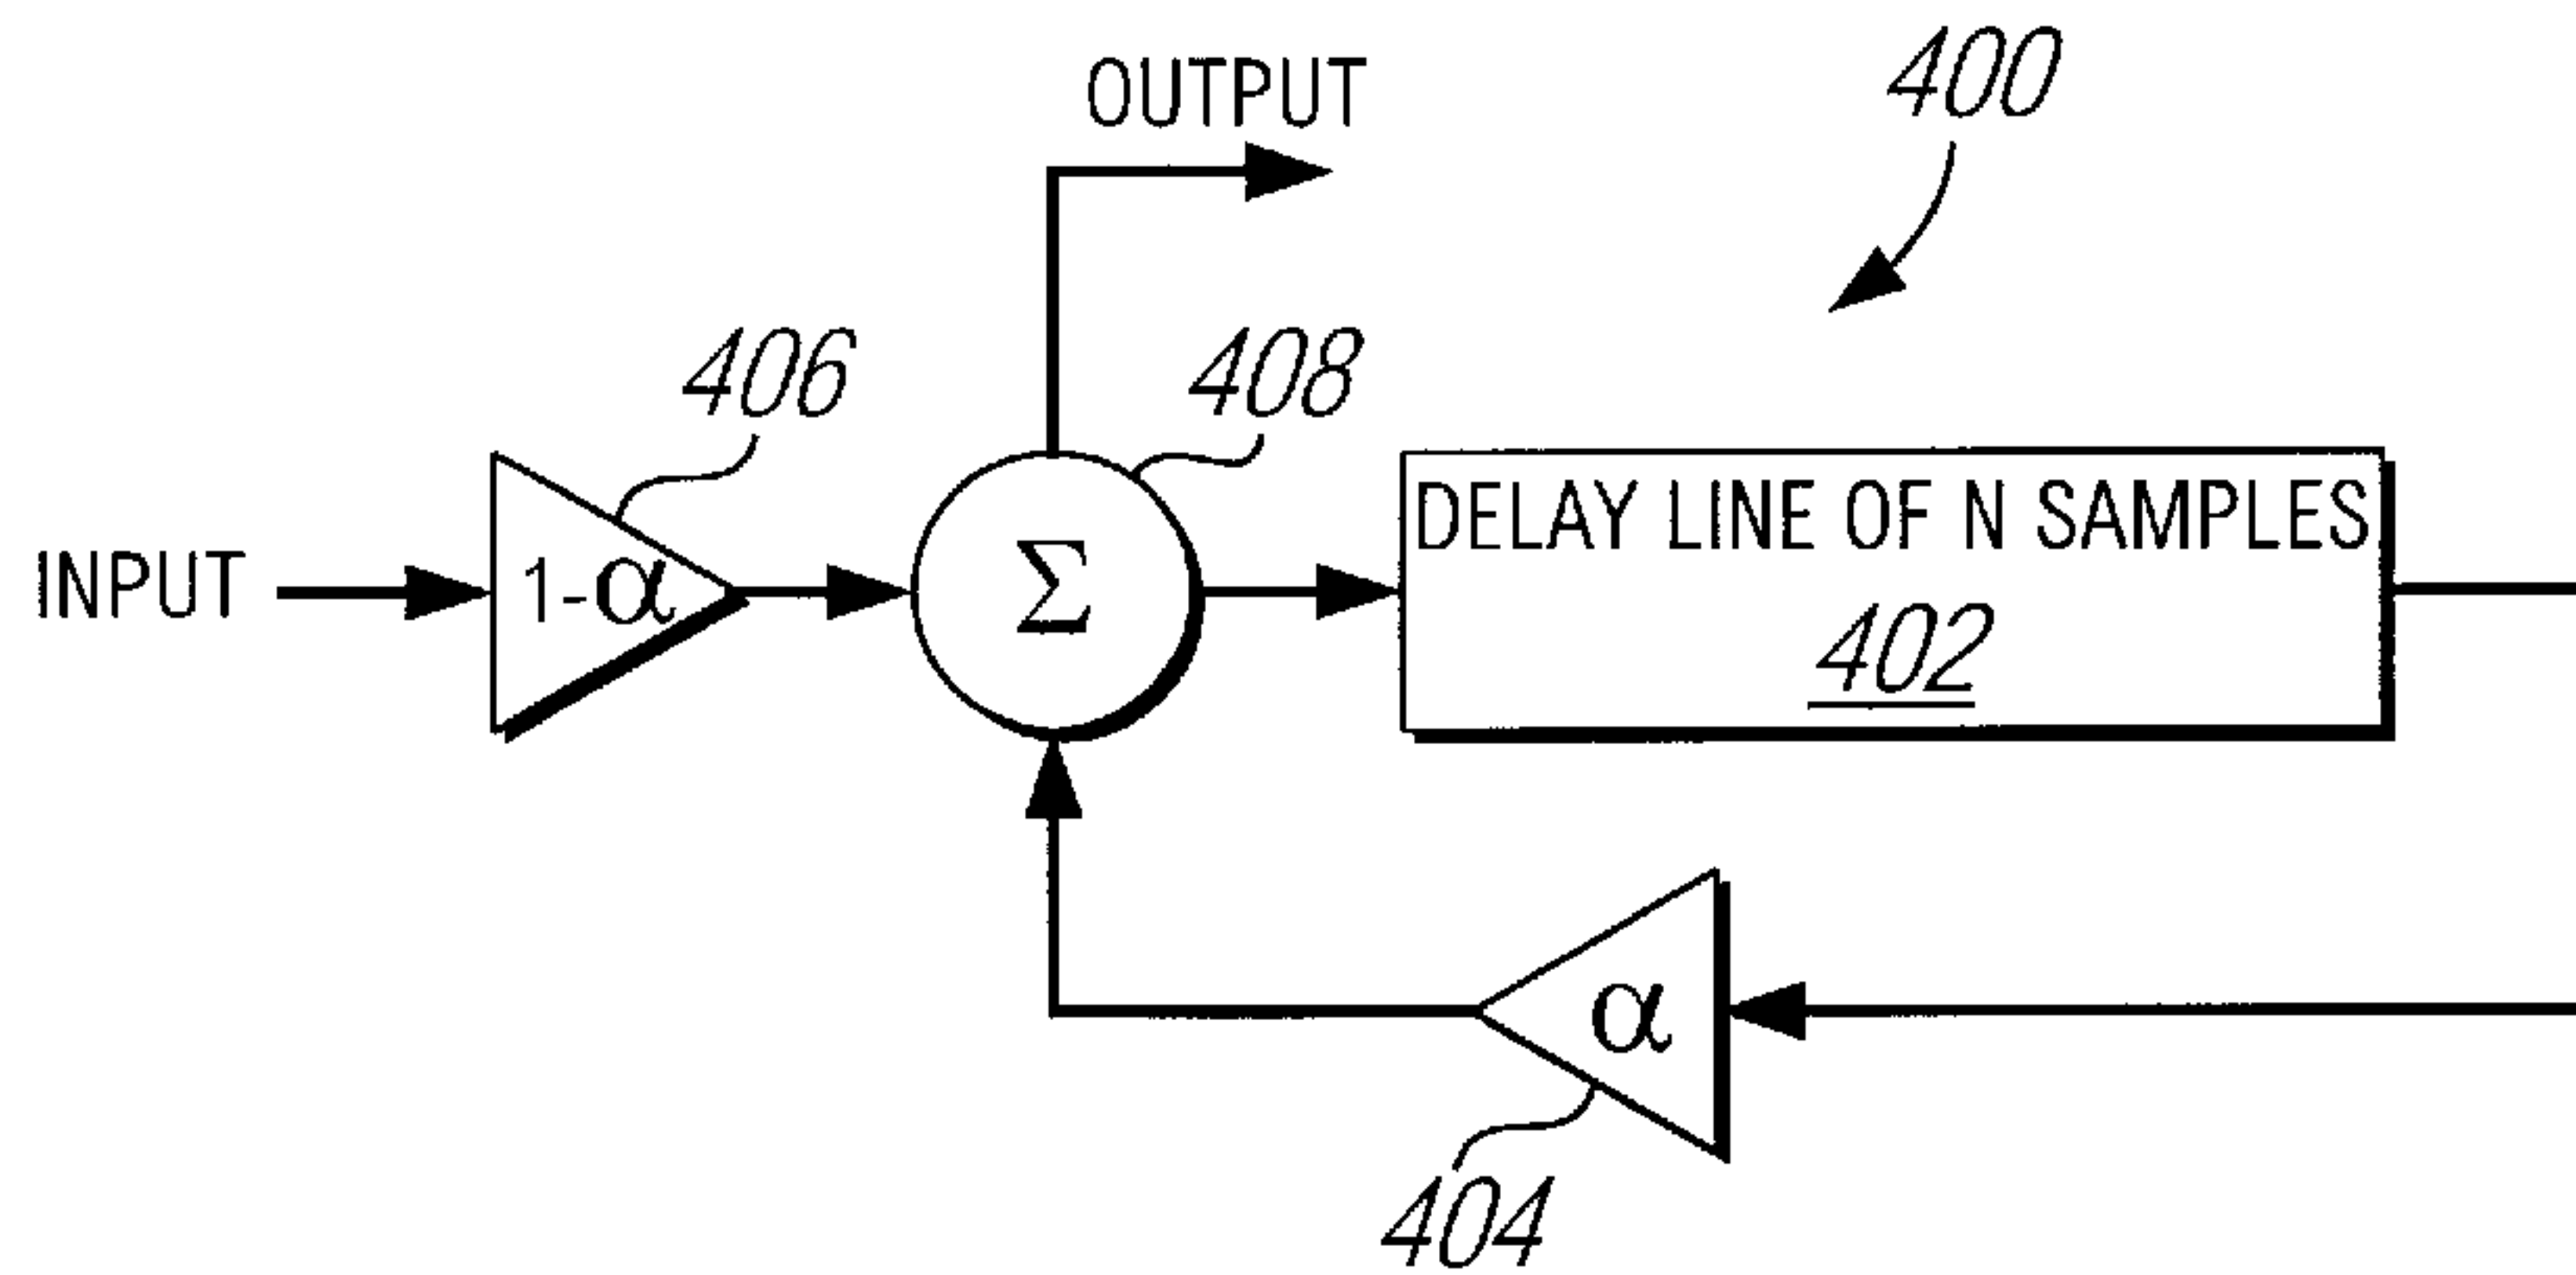 OUTPUT
400
406
408
INPUT
1-α
Σ
DELAY LINE OF N SAMPLES
402
α
404